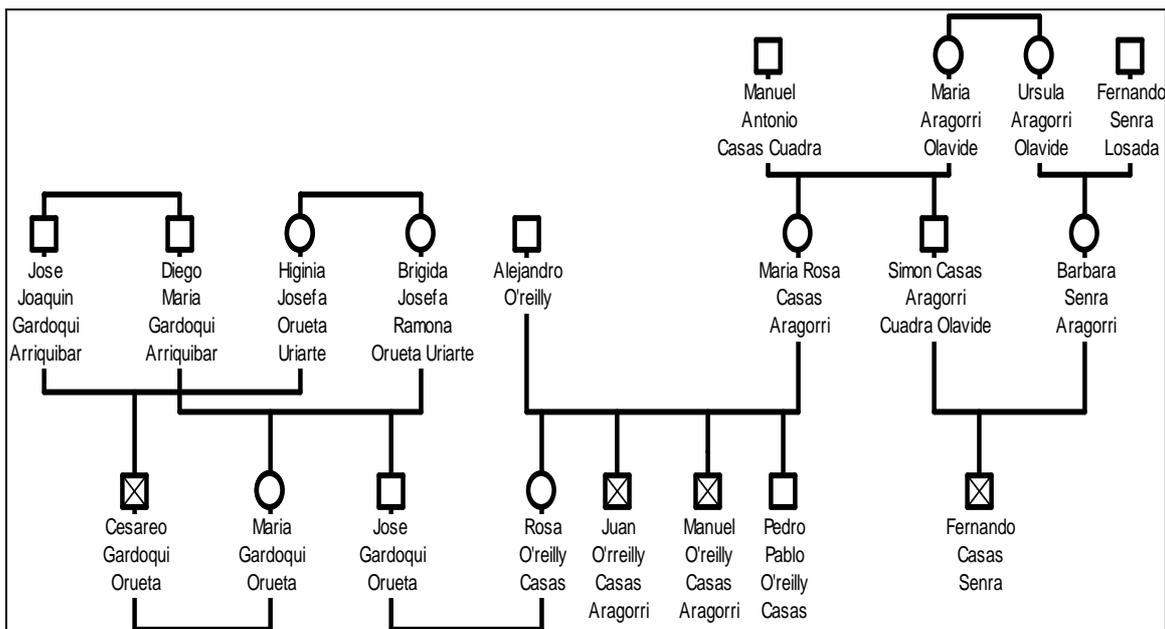 Manuel
Antonio
Casas Cuadra
Maria
Aragorri
Olavide
Ursula
Aragorri
Olavide
Fernando
Senra
Losada
Jose
Joaquin
Gardoqui
Arriquibar
Diego
Maria
Gardoqui
Arriquibar
Higinia
Josefa
Orueta
Uriarte
Brigida
Josefa
Ramona
Orueta Uriarte
Alejandro
O'reilly
Maria Rosa
Casas
Aragorri
Simon Casas
Aragorri
Cuadra Olavide
Barbara
Senra
Aragorri
Cesareo
Gardoqui
Orueta
Maria
Gardoqui
Orueta
Jose
Gardoqui
Orueta
Rosa
O'reilly
Casas
Juan
O'rreilly
Casas
Aragorri
Manuel
O'reilly
Casas
Aragorri
Pedro
Pablo
O'reilly
Casas
Fernando
Casas
Senra